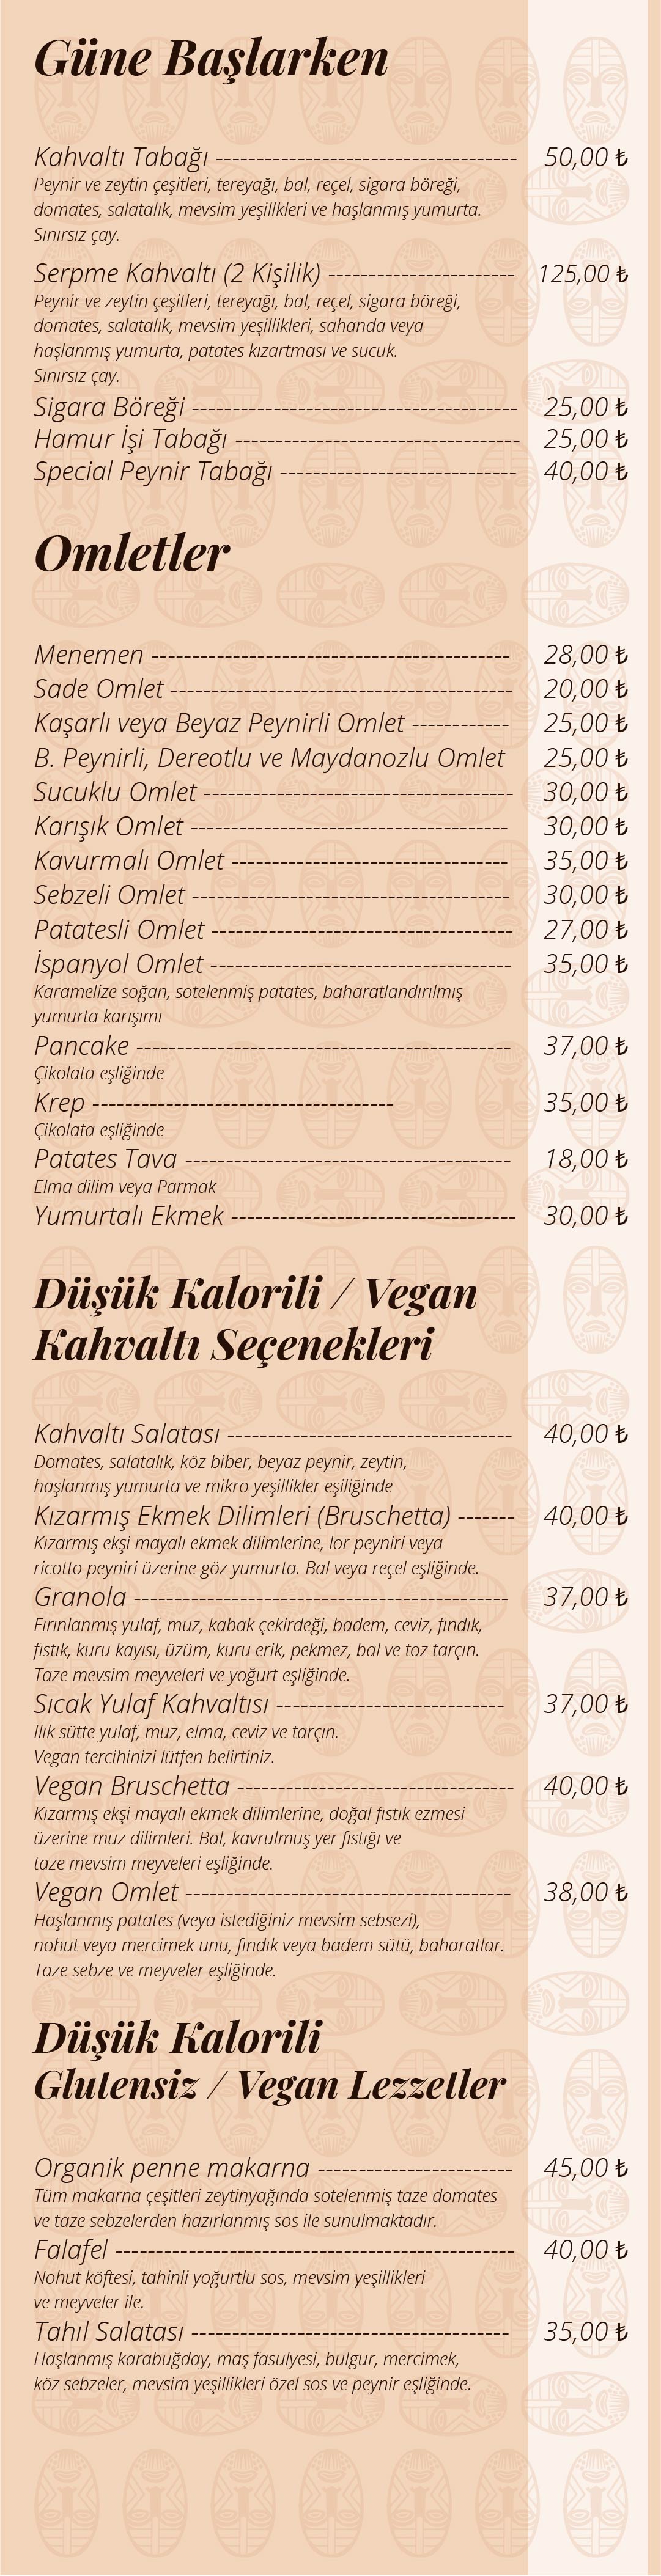 Güne Başlarken
Kahvaltı Tabağı ------------------------------------- 50,00 ₺
Peynir ve zeytin çeşitleri, tereyağı, bal, reçel, sigara böreği,
domates, salatalık, mevsim yeşillkleri ve haşlanmış yumurta.
Sınırsız çay.
Serpme Kahvaltı (2 Kişilik) ----------------------- 125,00 ₺
Peynir ve zeytin çeşitleri, tereyağı, bal, reçel, sigara böreği,
domates, salatalık, mevsim yeşillikleri, sahanda veya
haşlanmış yumurta, patates kızartması ve sucuk.
Sınırsız çay.
Sigara Böreği ---------------------------------------- 25,00 ₺
Hamur İşi Tabağı ----------------------------------- 25,00 ₺
Special Peynir Tabağı ----------------------------- 40,00 ₺
Omletler
Menemen -------------------------------------------- 28,00 ₺
Sade Omlet ------------------------------------------ 20,00 ₺
Kaşarlı veya Beyaz Peynirli Omlet ------------ 25,00 ₺
B. Peynirli, Dereotlu ve Maydanozlu Omlet 25,00 ₺
Sucuklu Omlet -------------------------------------- 30,00 ₺
Karışık Omlet --------------------------------------- 30,00 ₺
Kavurmalı Omlet ---------------------------------- 35,00 ₺
Sebzeli Omlet --------------------------------------- 30,00 ₺
Patatesli Omlet ------------------------------------- 27,00 ₺
İspanyol Omlet ------------------------------------- 35,00 ₺
Karamelize soğan, sotelenmiş patates, baharatlandırılmış
yumurta karışımı
Pancake ---------------------------------------------- 37,00 ₺
Çikolata eşliğinde
Krep ------------------------------------- 35,00 ₺
Çikolata eşliğinde
Patates Tava ---------------------------------------- 18,00 ₺
Elma dilim veya Parmak
Yumurtalı Ekmek ----------------------------------- 30,00 ₺
Düşük Kalorili / Vegan
Kahvaltı Seçenekleri
Kahvaltı Salatası ----------------------------------- 40,00 ₺
Domates, salatalık, köz biber, beyaz peynir, zeytin,
haşlanmış yumurta ve mikro yeşillikler eşiliğinde
Kızarmış Ekmek Dilimleri (Bruschetta) ------- 40,00 ₺
Kızarmış ekşi mayalı ekmek dilimlerine, lor peyniri veya
ricotto peyniri üzerine göz yumurta. Bal veya reçel eşliğinde.
Granola ---------------------------------------------- 37,00 ₺
Fırınlanmış yulaf, muz, kabak çekirdeği, badem, ceviz, fındık,
fıstık, kuru kayısı, üzüm, kuru erik, pekmez, bal ve toz tarçın.
Taze mevsim meyveleri ve yoğurt eşliğinde.
Sıcak Yulaf Kahvaltısı ---------------------------- 37,00 ₺
Ilık sütte yulaf, muz, elma, ceviz ve tarçın.
Vegan tercihinizi lütfen belirtiniz.
Vegan Bruschetta ---------------------------------- 40,00 ₺
Kızarmış ekşi mayalı ekmek dilimlerine, doğal fıstık ezmesi
üzerine muz dilimleri. Bal, kavrulmuş yer fıstığı ve
taze mevsim meyveleri eşliğinde.
Vegan Omlet ---------------------------------------- 38,00 ₺
Haşlanmış patates (veya istediğiniz mevsim sebsezi),
nohut veya mercimek unu, fındık veya badem sütü, baharatlar.
Taze sebze ve meyveler eşliğinde.
Düşük Kalorili
Glutensiz / Vegan Lezzetler
Organik penne makarna ------------------------ 45,00 ₺
Tüm makarna çeşitleri zeytinyağında sotelenmiş taze domates
ve taze sebzelerden hazırlanmış sos ile sunulmaktadır.
Falafel ------------------------------------------------- 40,00 ₺
Nohut köftesi, tahinli yoğurtlu sos, mevsim yeşillikleri
ve meyveler ile.
Tahıl Salatası --------------------------------------- 35,00 ₺
Haşlanmış karabuğday, maş fasulyesi, bulgur, mercimek,
köz sebzeler, mevsim yeşillikleri özel sos ve peynir eşliğinde.